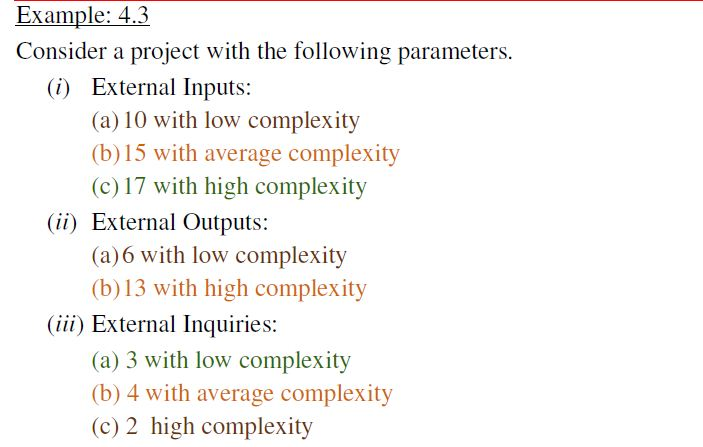 Example: 4.3
Consider a project with the following parameters.
(i) External Inputs:
(a) 10 with low complexity
(b) 15 with average complexity
(c) 17 with high complexity
(ii) External Outputs:
(a) 6 with low complexity
(b) 13 with high complexity
(iii) External Inquiries:
(a) 3 with low complexity
(b) 4 with average complexity
(c) 2 high complexity